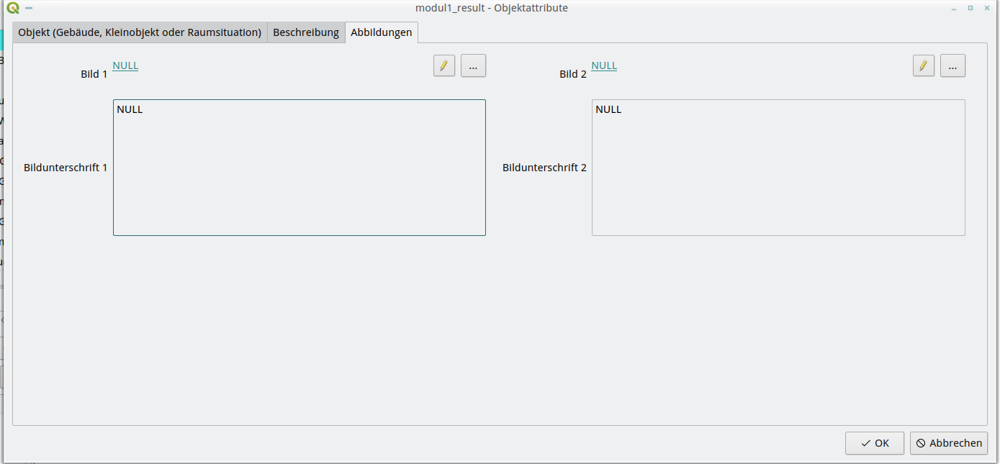 modul1_result - Objektattribute
Objekt (Gebäude, Kleinobjekt oder Raumsituation) Beschreibung Abbildungen
Bild 1 NULL ... Bild 2 NULL ...
Bildunterschrift 1 NULL Bildunterschrift 2 NULL
OK Abbrechen